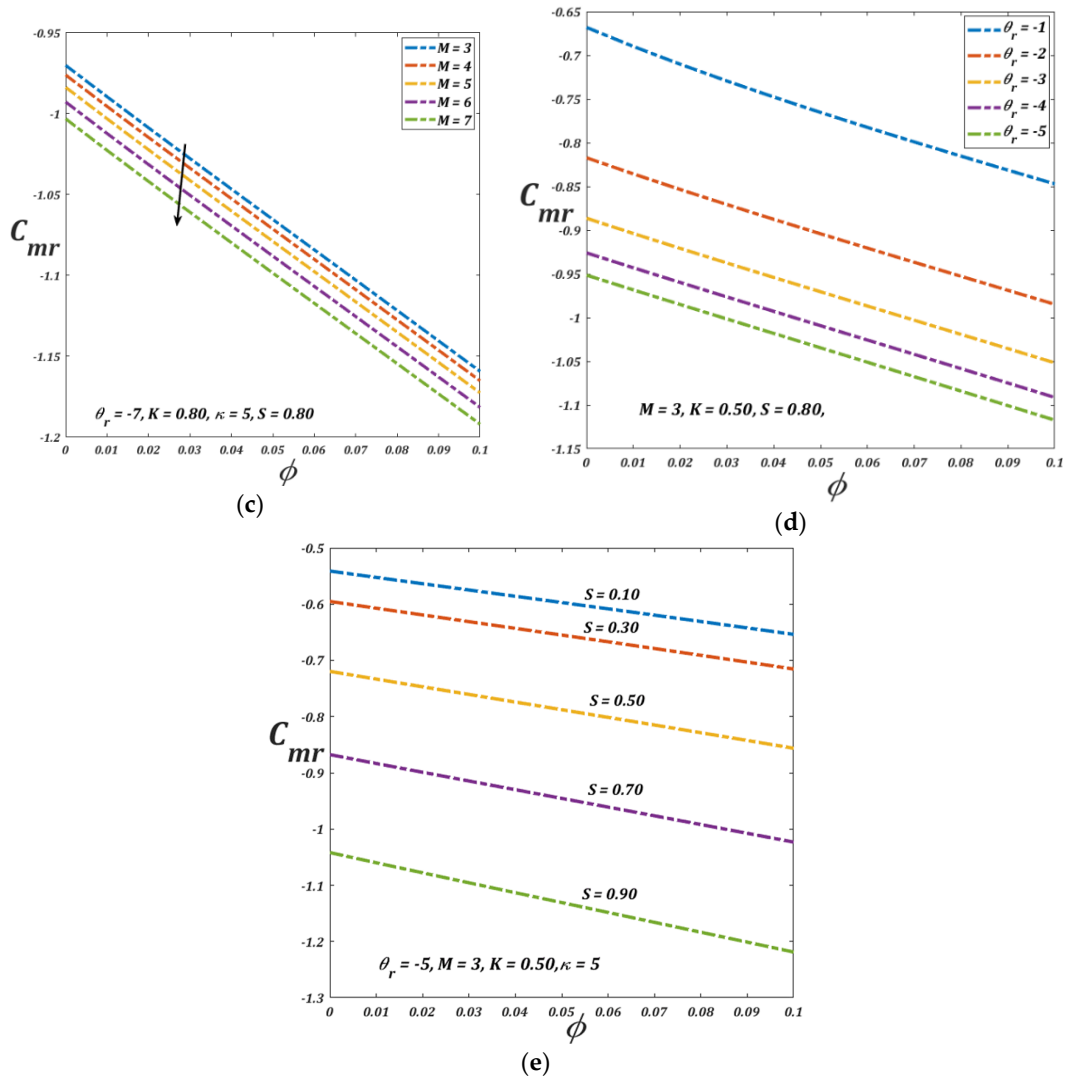 -0.95
-1
-1.05
-1.1
-1.15
-1.2
C_mr
M = 3
M = 4
M = 5
M = 6
M = 7
θ_r = -7, K = 0.80, κ = 5, S = 0.80
0 0.01 0.02 0.03 0.04 0.05 0.06 0.07 0.08 0.09 0.1
ϕ
(c)
-0.65
-0.7
-0.75
-0.8
-0.85
-0.9
-0.95
-1
-1.05
-1.1
-1.15
C_mr
θ_r = -1
θ_r = -2
θ_r = -3
θ_r = -4
θ_r = -5
M = 3, K = 0.50, S = 0.80,
0 0.01 0.02 0.03 0.04 0.05 0.06 0.07 0.08 0.09 0.1
ϕ
(d)
-0.5
-0.6
-0.7
-0.8
-0.9
-1
-1.1
-1.2
-1.3
C_mr
S = 0.10
S = 0.30
S = 0.50
S = 0.70
S = 0.90
θ_r = -5, M = 3, K = 0.50, κ = 5
0 0.01 0.02 0.03 0.04 0.05 0.06 0.07 0.08 0.09 0.1
ϕ
(e)